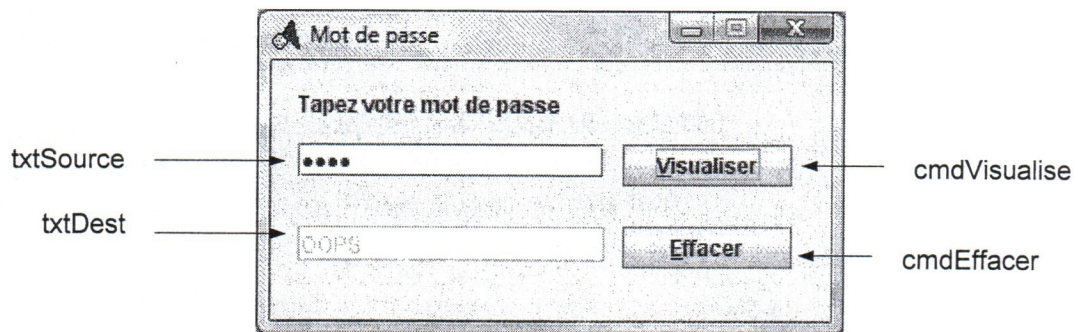 Mot de passe
Tapez votre mot de passe
txtSource
●●●●
Visualiser
cmdVisualise
txtDest
OOPS
Effacer
cmdEffacer